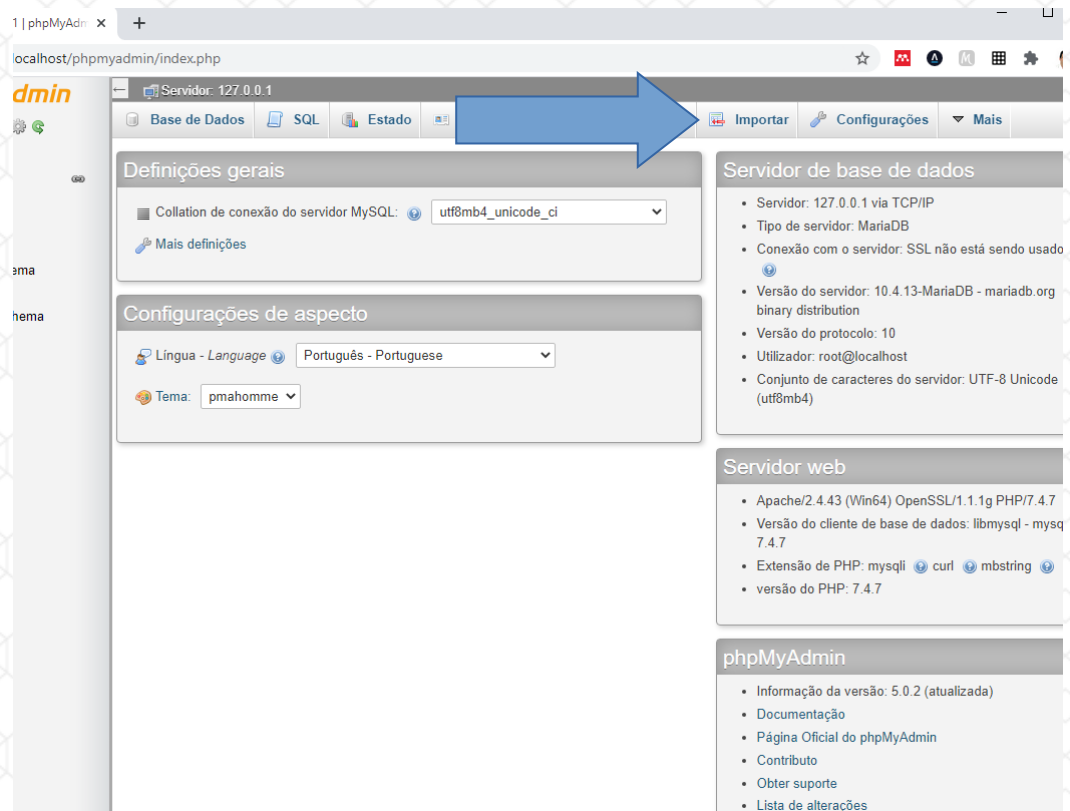 1 | phpMyAdm
localhost/phpmyadmin/index.php
dmin
Servidor: 127.0.0.1
Base de Dados SQL Estado Importar Configurações Mais
Definições gerais
Collation de conexão do servidor MySQL: utf8mb4_unicode_ci
Mais definições
ema
hema
Configurações de aspecto
Língua - Language Português - Portuguese
Tema: pmahomme
Servidor de base de dados
Servidor: 127.0.0.1 via TCP/IP
Tipo de servidor: MariaDB
Conexão com o servidor: SSL não está sendo usado
Versão do servidor: 10.4.13-MariaDB - mariadb.org
binary distribution
Versão do protocolo: 10
Utilizador: root@localhost
Conjunto de caracteres do servidor: UTF-8 Unicode
(utf8mb4)
Servidor web
Apache/2.4.43 (Win64) OpenSSL/1.1.1g PHP/7.4.7
Versão do cliente de base de dados: libmysql - mysq
7.4.7
Extensão de PHP: mysqli curl mbstring
versão do PHP: 7.4.7
phpMyAdmin
Informação da versão: 5.0.2 (atualizada)
Documentação
Página Oficial do phpMyAdmin
Contributo
Obter suporte
Lista de alterações